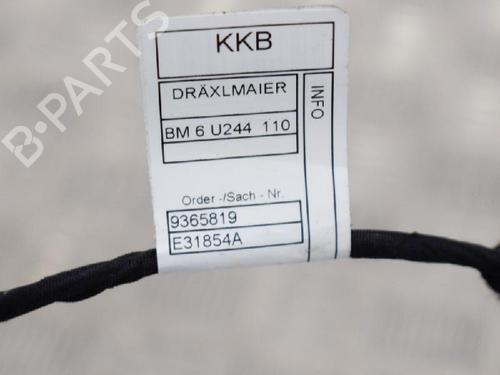 KKB
DRÄXLMAIER
BM 6 U244 110
INFO
Order -/Sach - Nr.
9365819
E31854A
B-PARTS